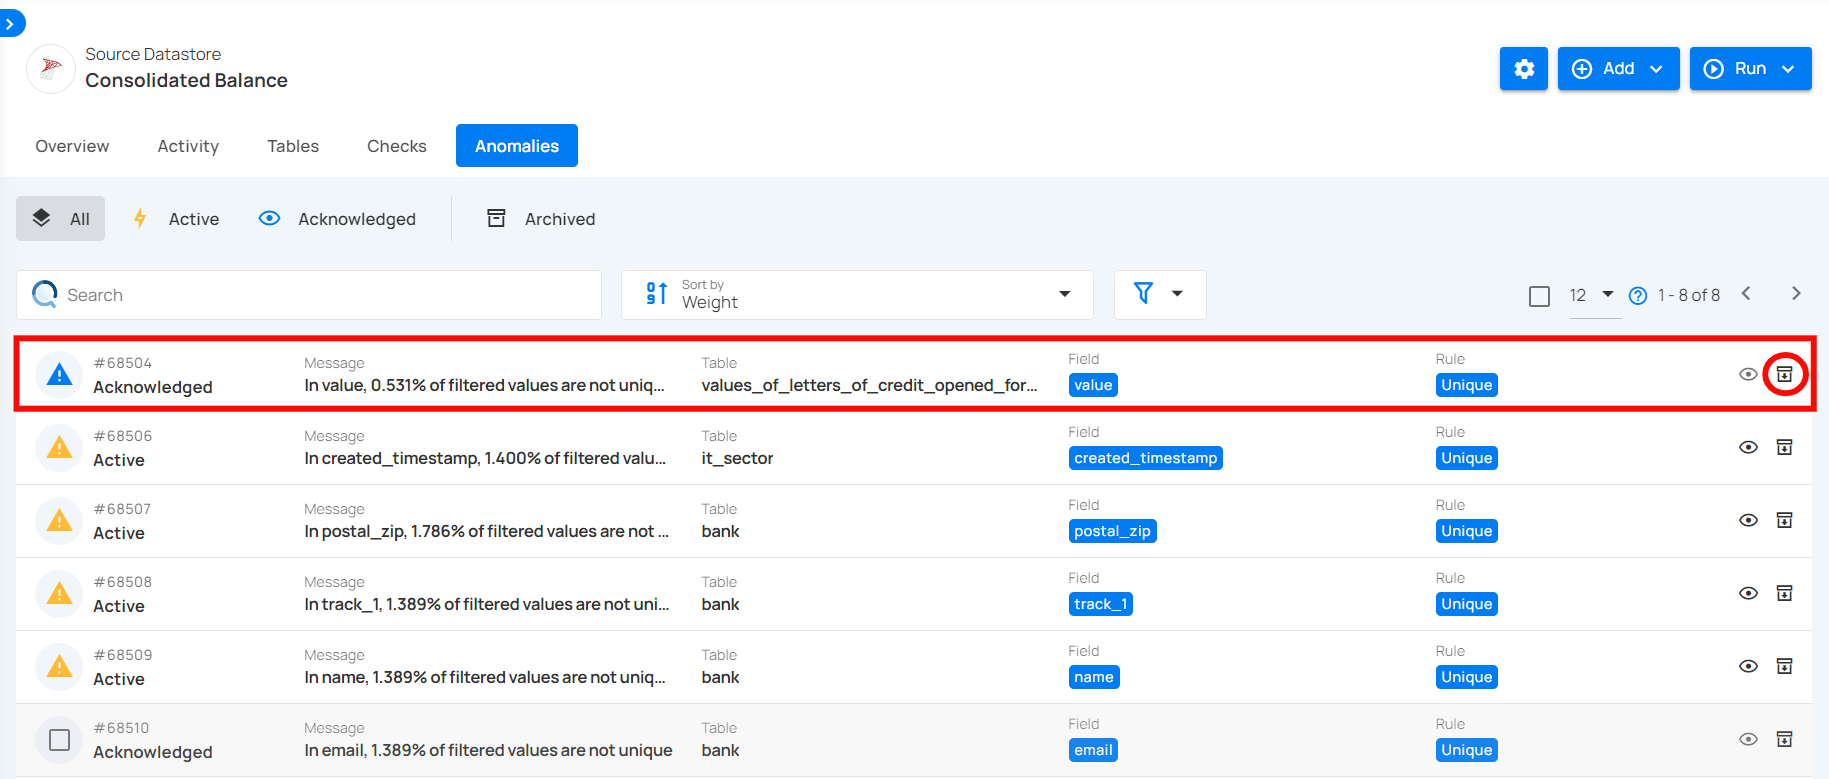 Source Datastore
Consolidated Balance
Add
Run
Overview Activity Tables Checks Anomalies
All Active Acknowledged Archived
Search
Sort by
Weight
12 1 - 8 of 8
#68504 Message Table Field Rule
Acknowledged In value, 0.531% of filtered values are not uniq... values_of_letters_of_credit_opened_for... value Unique
#68506 Message Table Field Rule
Active In created_timestamp, 1.400% of filtered valu... it_sector created_timestamp Unique
#68507 Message Table Field Rule
Active In postal_zip, 1.786% of filtered values are not ... bank postal_zip Unique
#68508 Message Table Field Rule
Active In track_1, 1.389% of filtered values are not uni... bank track_1 Unique
#68509 Message Table Field Rule
Active In name, 1.389% of filtered values are not uniq... bank name Unique
#68510 Message Table Field Rule
Acknowledged In email, 1.389% of filtered values are not unique bank email Unique